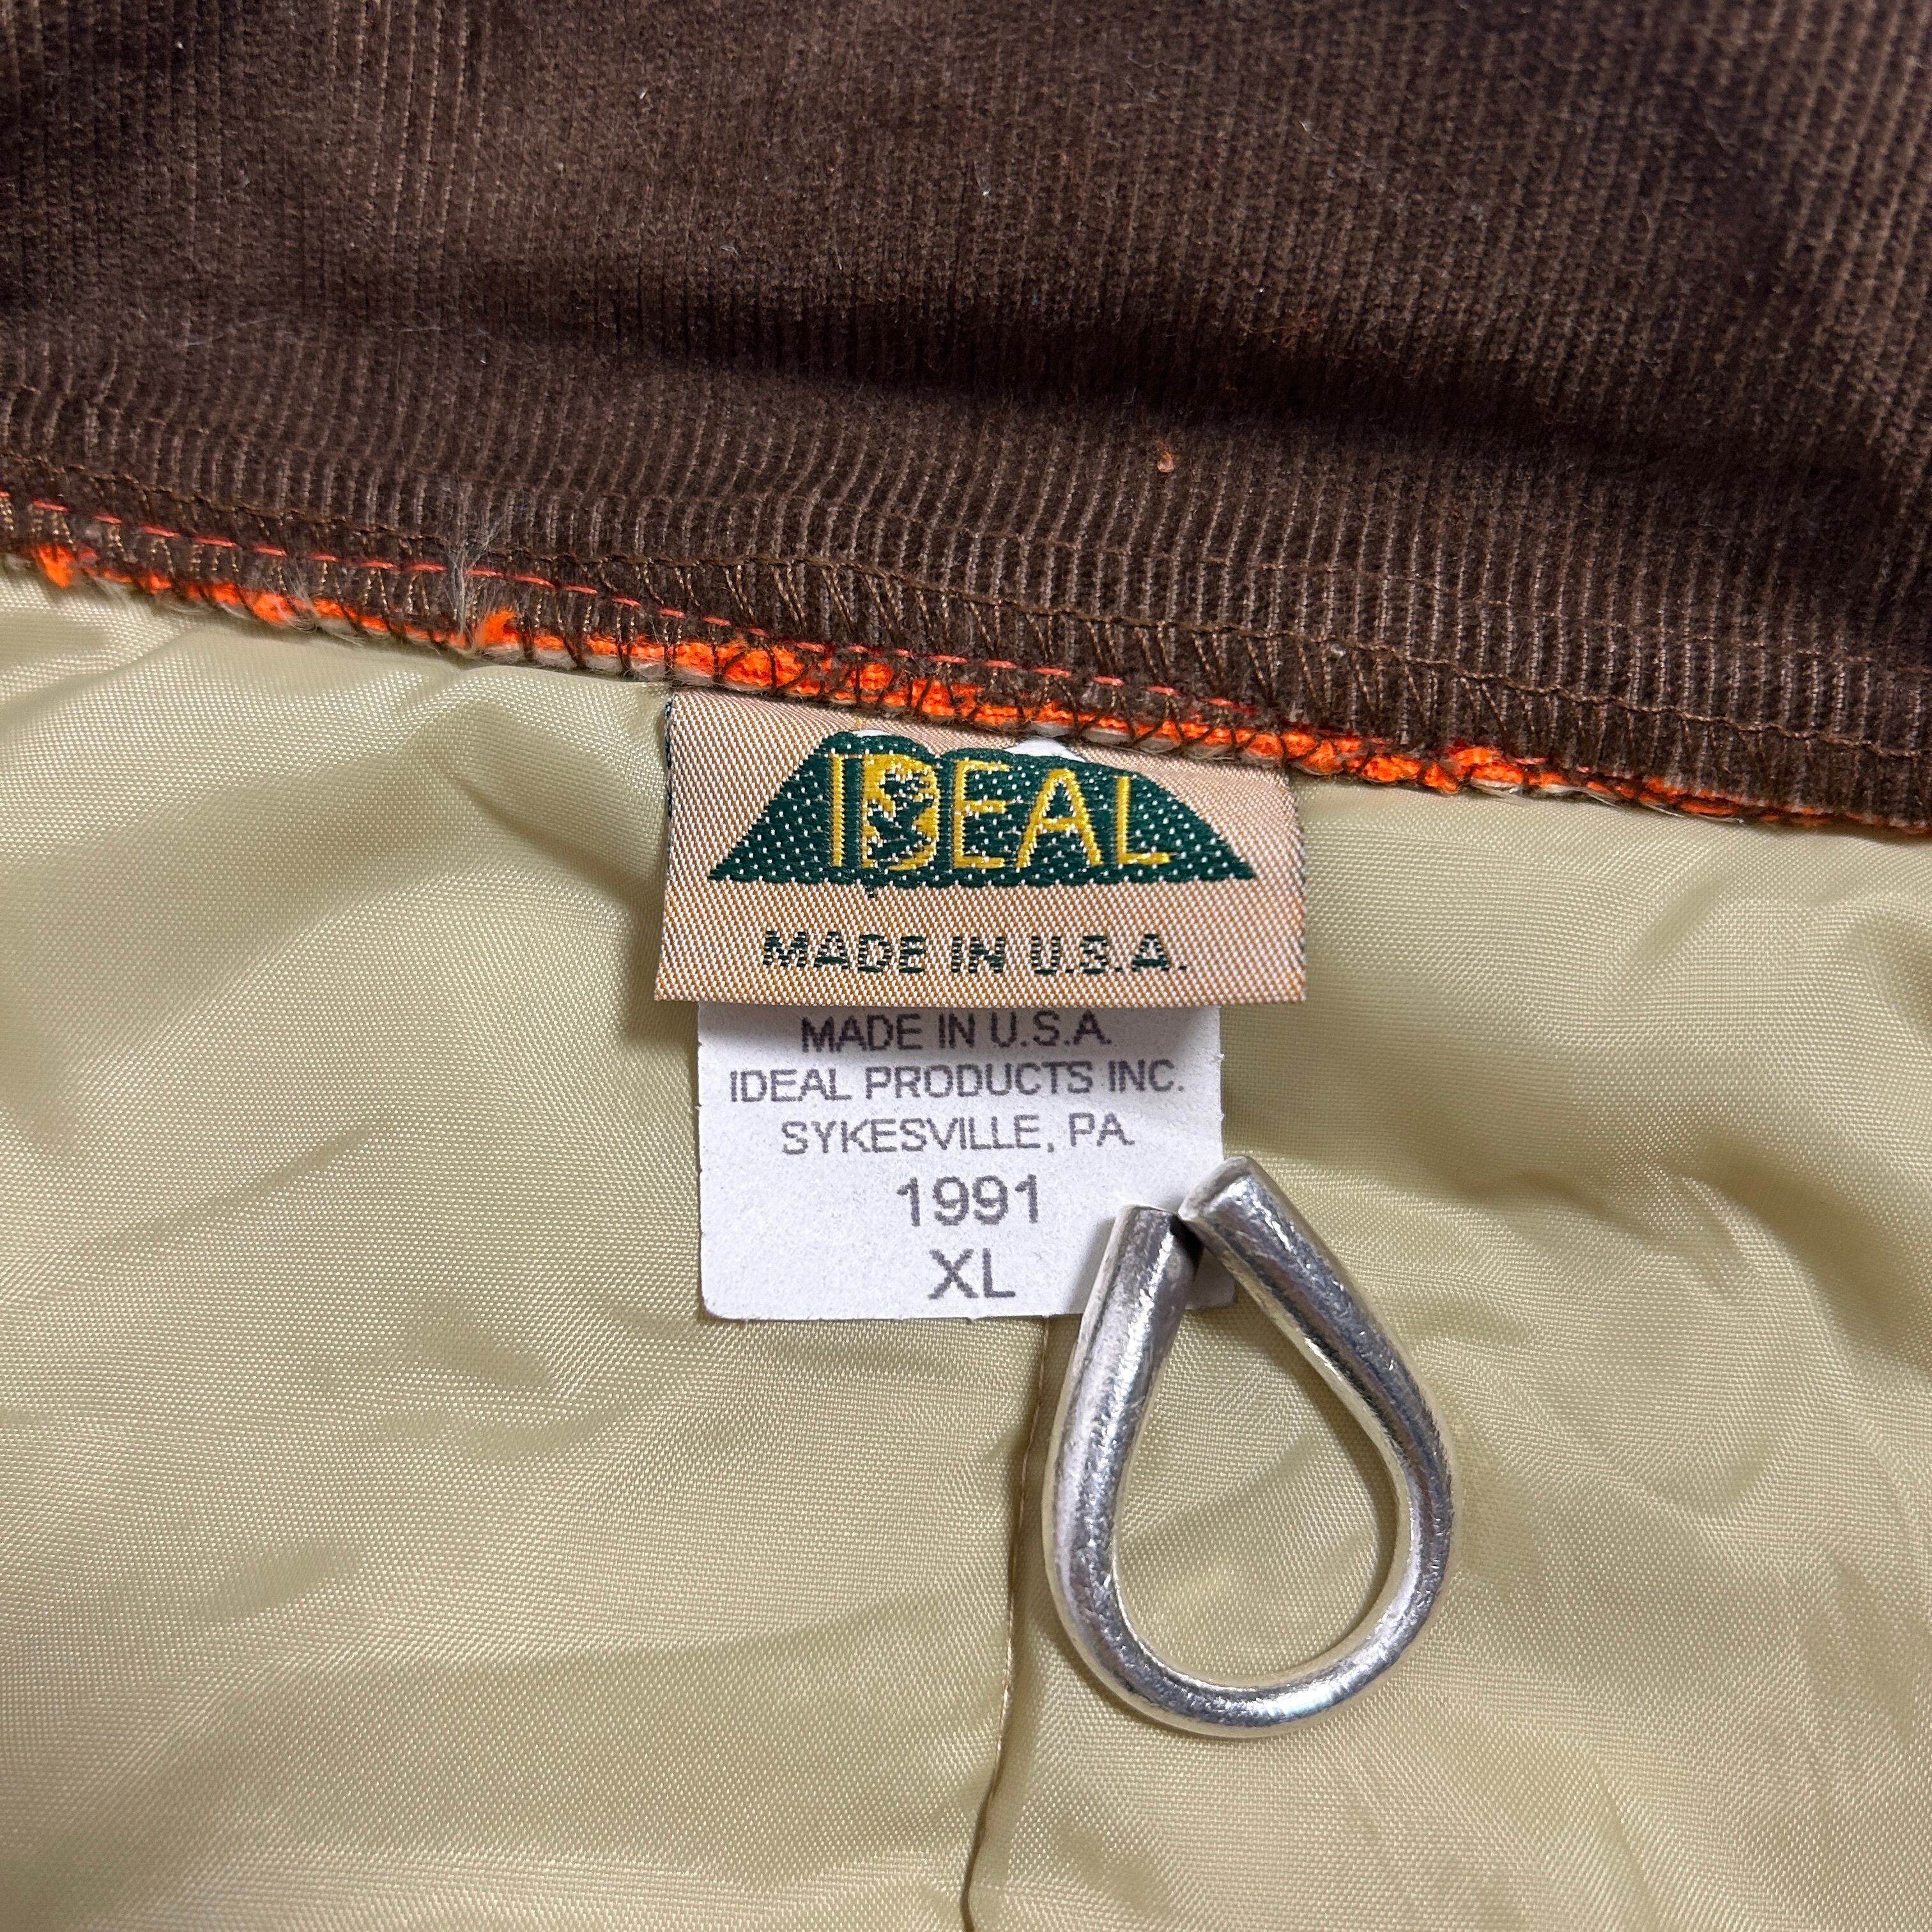 IDEAL
MADE IN U.S.A.
MADE IN U.S.A.
IDEAL PRODUCTS INC.
SYKESVILLE, PA.
1991
XL